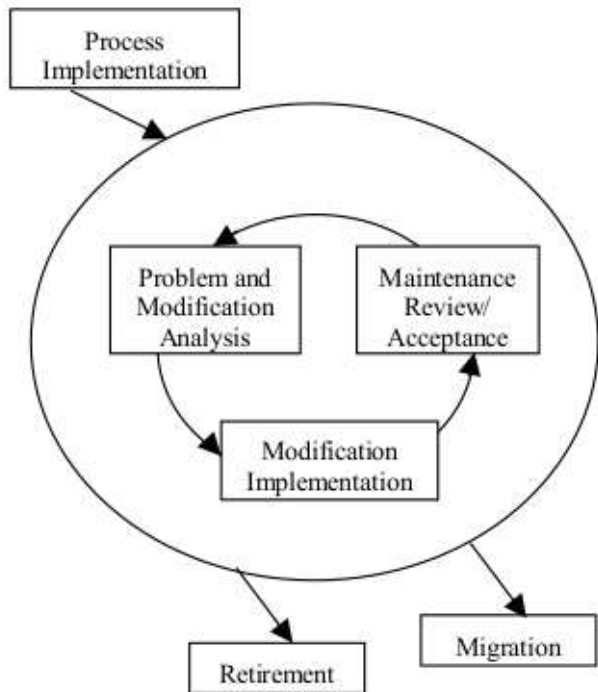 Process
Implementation
Problem and
Modification
Analysis
Maintenance
Review/
Acceptance
Modification
Implementation
Retirement
Migration